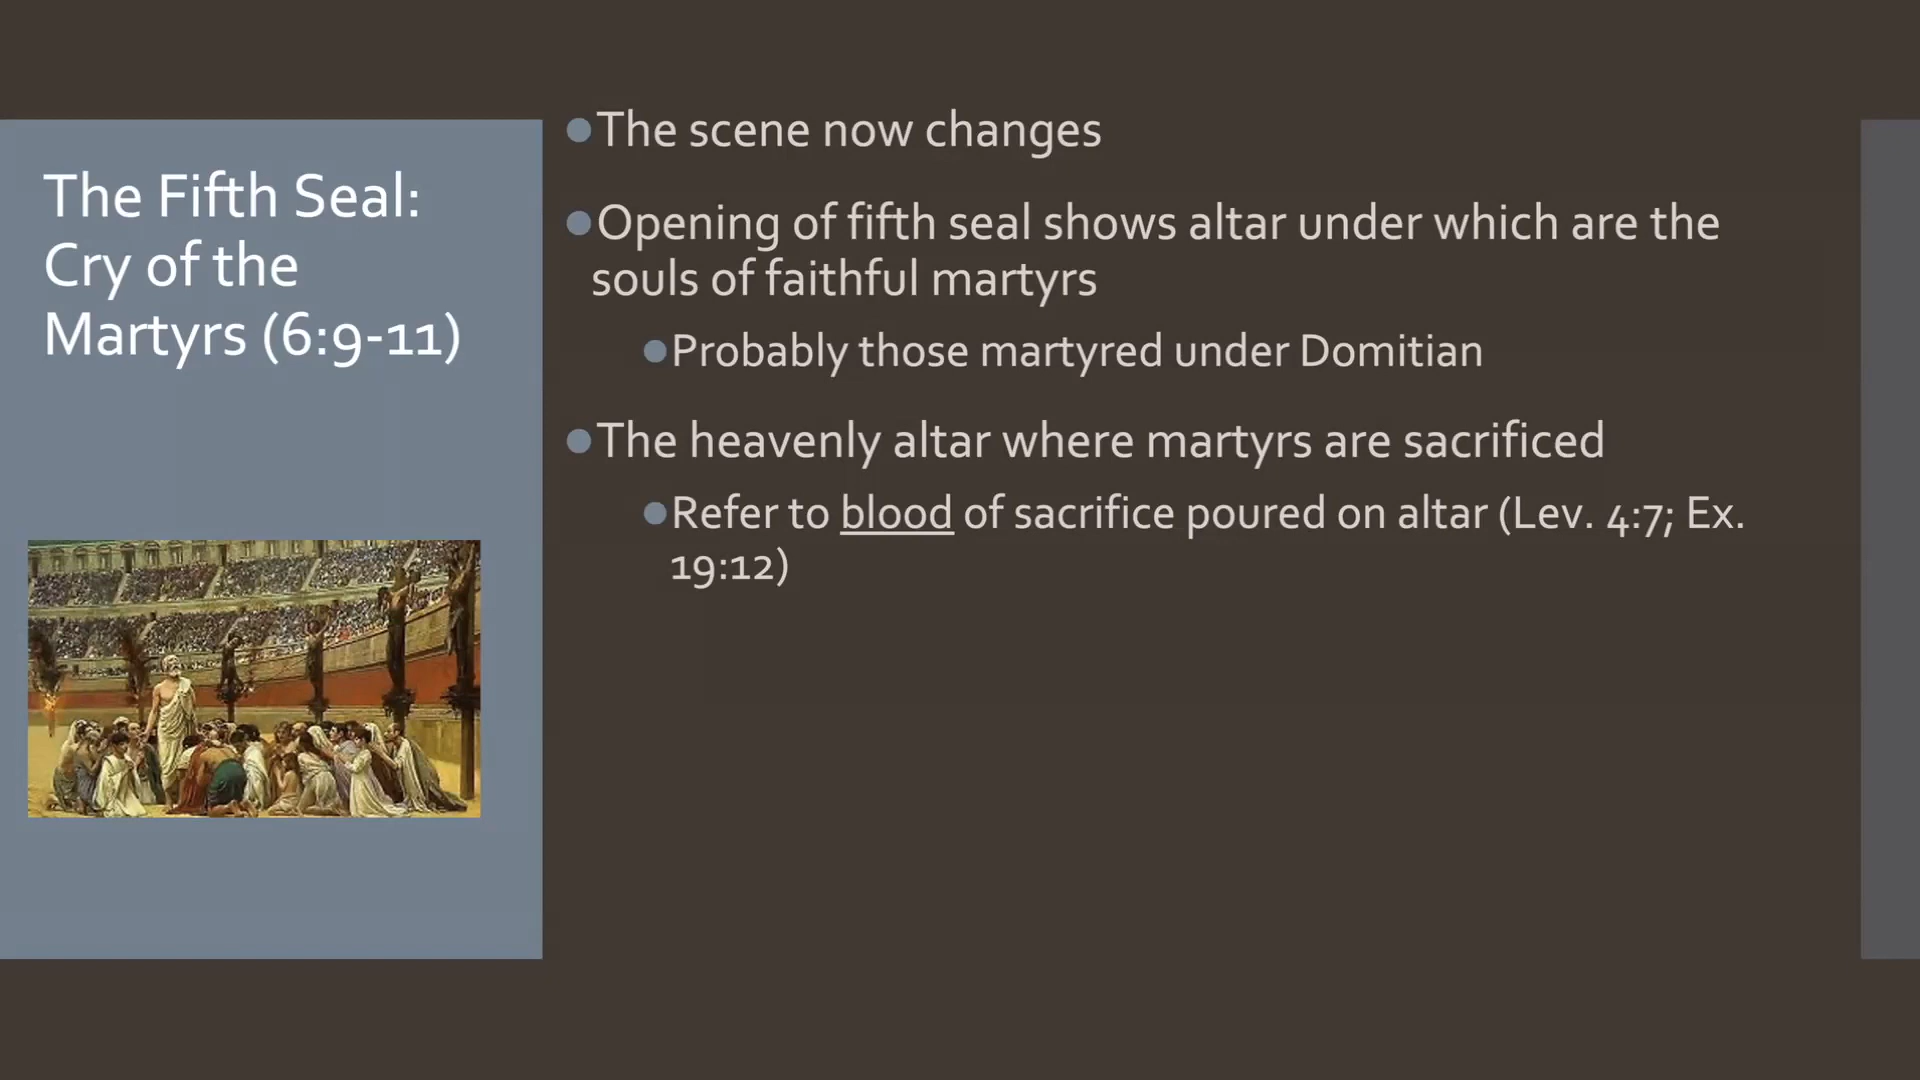 The Fifth Seal:
Cry of the
Martyrs (6:9-11)
The scene now changes
Opening of fifth seal shows altar under which are the
souls of faithful martyrs
Probably those martyred under Domitian
The heavenly altar where martyrs are sacrificed
Refer to blood of sacrifice poured on altar (Lev. 4:7; Ex.
19:12)